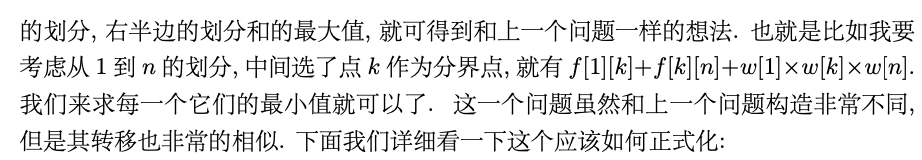 的划分, 右半边的划分和的最大值, 就可得到和上一个问题一样的想法. 也就是比如我要
考虑从 1 到 n 的划分, 中间选了点 k 作为分界点, 就有 f[1][k]+f[k][n]+w[1]×w[k]×w[n].
我们来求每一个它们的最小值就可以了. 这一个问题虽然和上一个问题构造非常不同,
但是其转移也非常的相似. 下面我们详细看一下这个应该如何正式化: